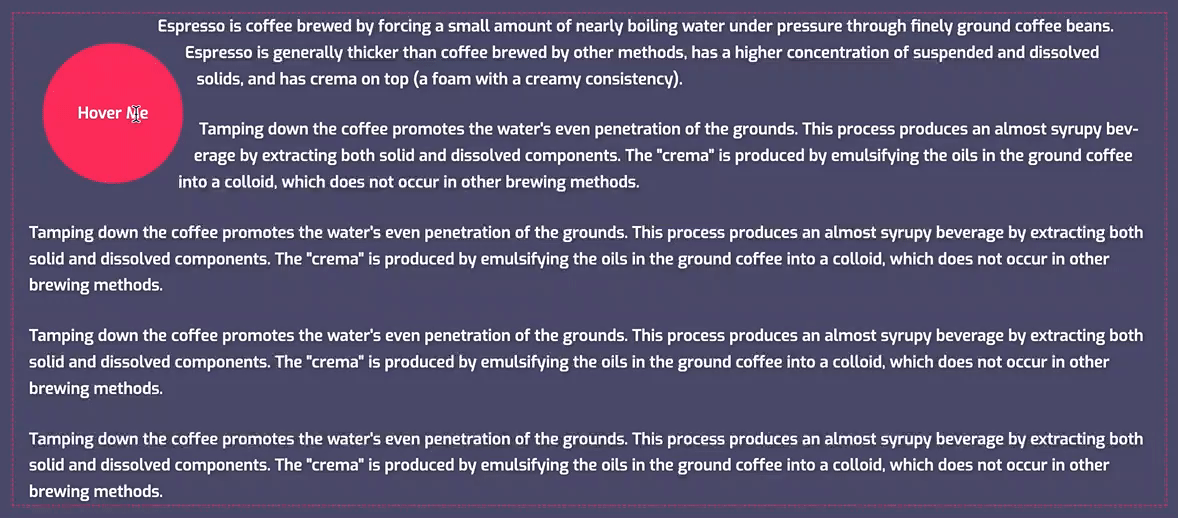 Espresso is coffee brewed by forcing a small amount of nearly boiling water under pressure through finely ground coffee beans.
Espresso is generally thicker than coffee brewed by other methods, has a higher concentration of suspended and dissolved
solids, and has crema on top (a foam with a creamy consistency).
Hover Me
Tamping down the coffee promotes the water's even penetration of the grounds. This process produces an almost syrupy bev-
erage by extracting both solid and dissolved components. The "crema" is produced by emulsifying the oils in the ground coffee
into a colloid, which does not occur in other brewing methods.
Tamping down the coffee promotes the water's even penetration of the grounds. This process produces an almost syrupy beverage by extracting both
solid and dissolved components. The "crema" is produced by emulsifying the oils in the ground coffee into a colloid, which does not occur in other
brewing methods.
Tamping down the coffee promotes the water's even penetration of the grounds. This process produces an almost syrupy beverage by extracting both
solid and dissolved components. The "crema" is produced by emulsifying the oils in the ground coffee into a colloid, which does not occur in other
brewing methods.
Tamping down the coffee promotes the water's even penetration of the grounds. This process produces an almost syrupy beverage by extracting both
solid and dissolved components. The "crema" is produced by emulsifying the oils in the ground coffee into a colloid, which does not occur in other
brewing methods.